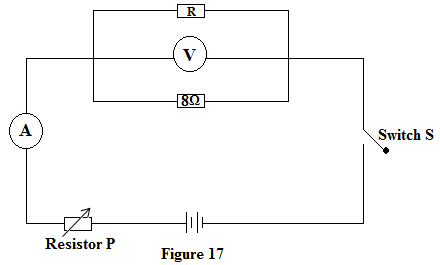 R
V
8Ω
A
Switch S
Resistor P
Figure 17